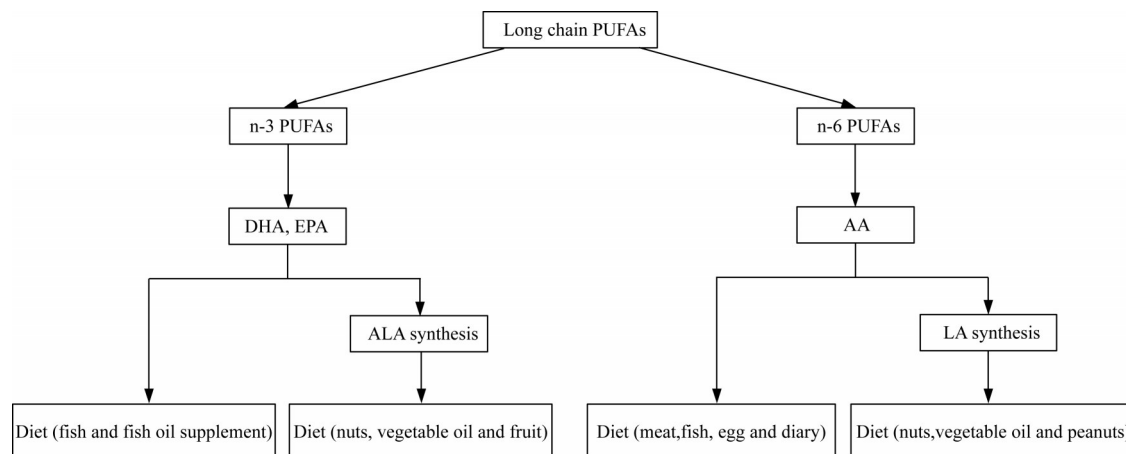 Long chain PUFAs
n-3 PUFAs
n-6 PUFAs
DHA, EPA
AA
ALA synthesis
LA synthesis
Diet (fish and fish oil supplement)
Diet (nuts, vegetable oil and fruit)
Diet (meat,fish, egg and diary)
Diet (nuts,vegetable oil and peanuts)